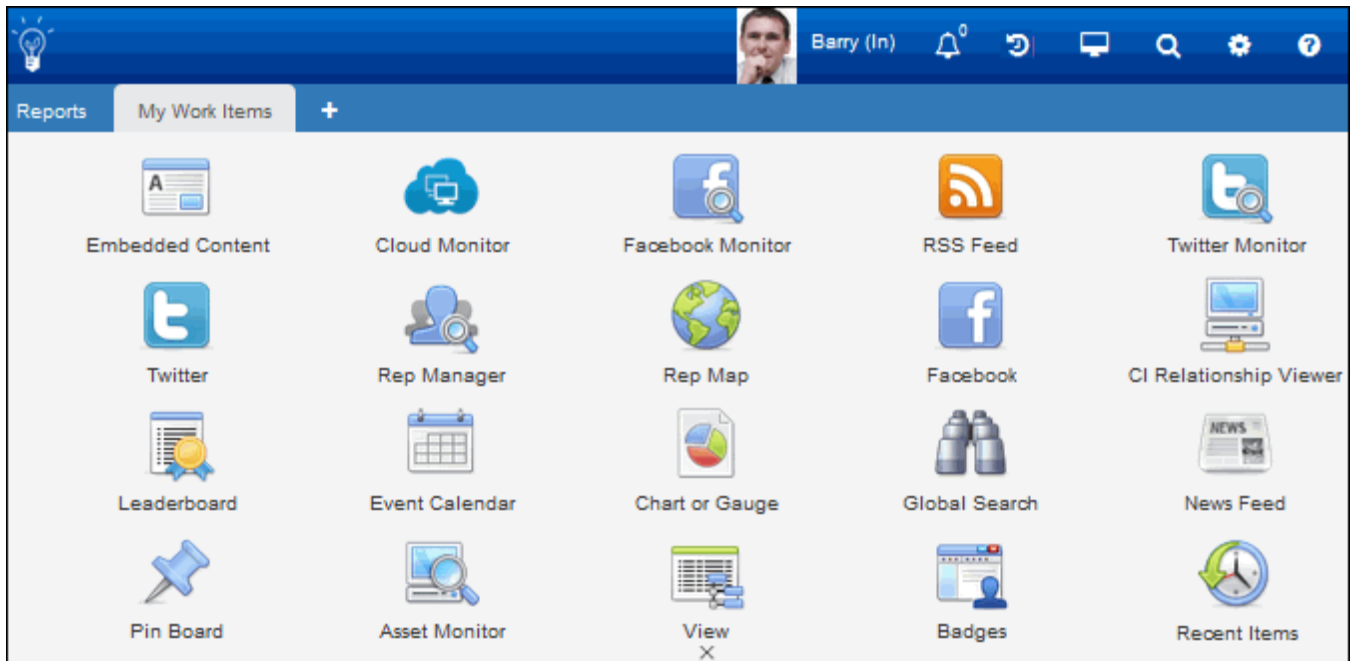 Barry (In) 0
Reports My Work Items +
A
Embedded Content Cloud Monitor Facebook Monitor RSS Feed Twitter Monitor
Twitter Rep Manager Rep Map Facebook CI Relationship Viewer
NEWS
Leaderboard Event Calendar Chart or Gauge Global Search News Feed
Pin Board Asset Monitor View Badges Recent Items